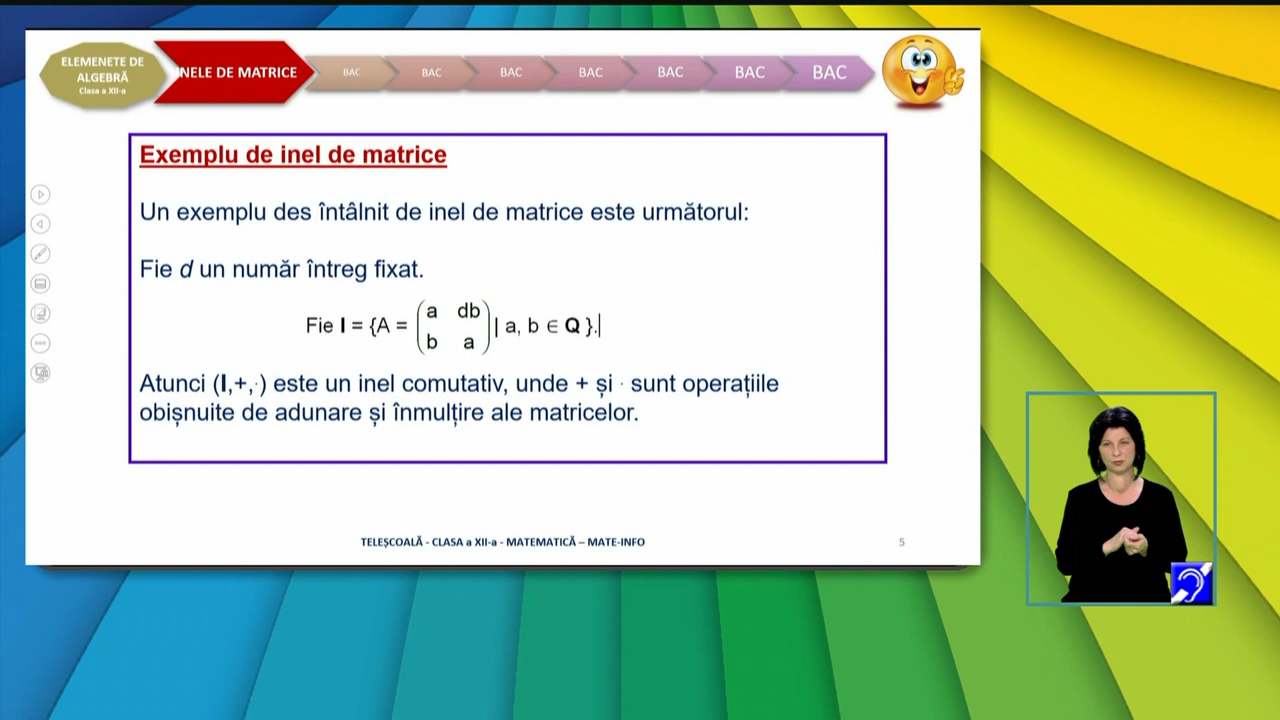 ELEMENETE DE
ALGEBRĂ
Clasa a XII-a
INELE DE MATRICE
BAC
BAC
BAC
BAC
BAC
BAC
BAC
Exemplu de inel de matrice
Un exemplu des întâlnit de inel de matrice este următorul:
Fie d un număr întreg fixat.
Fie I = {A = (a db
b a) | a, b ∈ Q }.
Atunci (I,+,·) este un inel comutativ, unde + și · sunt operațiile
obișnuite de adunare și înmulțire ale matricelor.
TELEȘCOALĂ - CLASA a XII-a - MATEMATICĂ – MATE-INFO
5